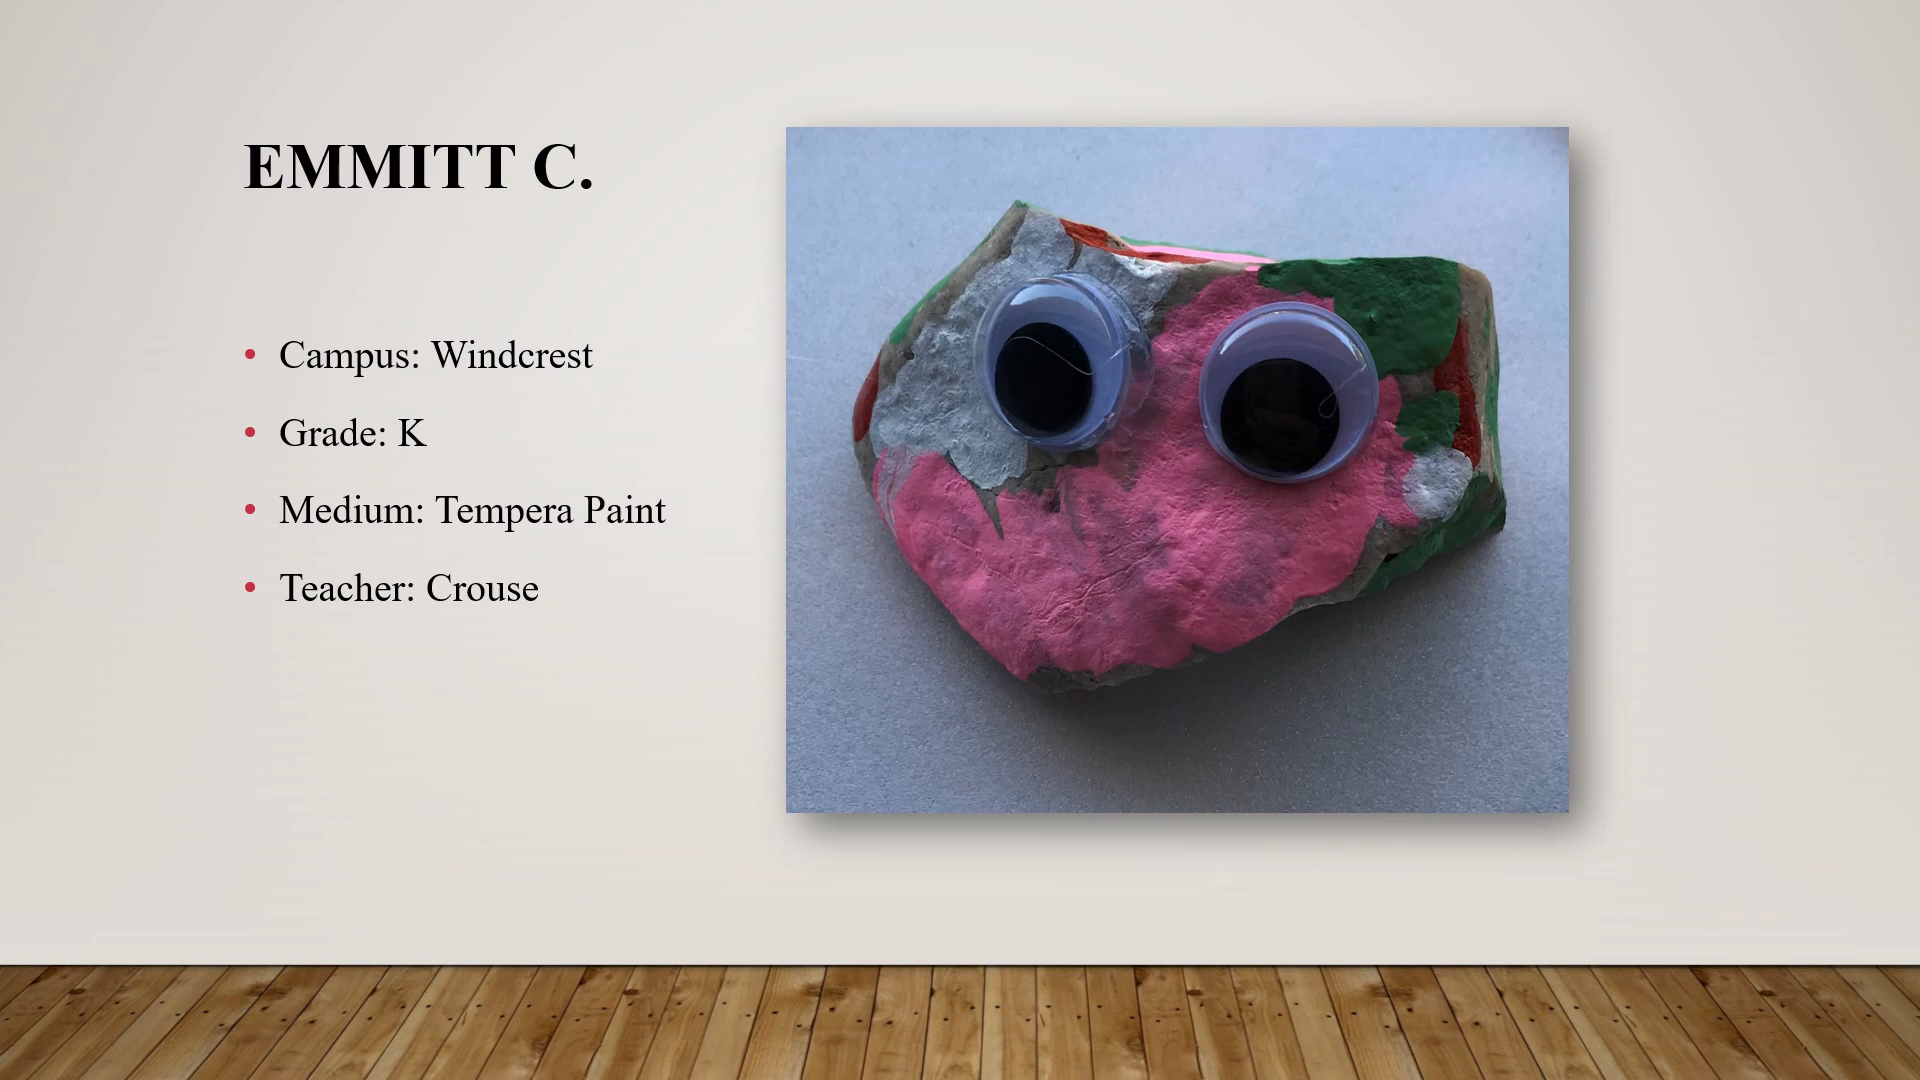 EMMITT C.
Campus: Windcrest
Grade: K
Medium: Tempera Paint
Teacher: Crouse